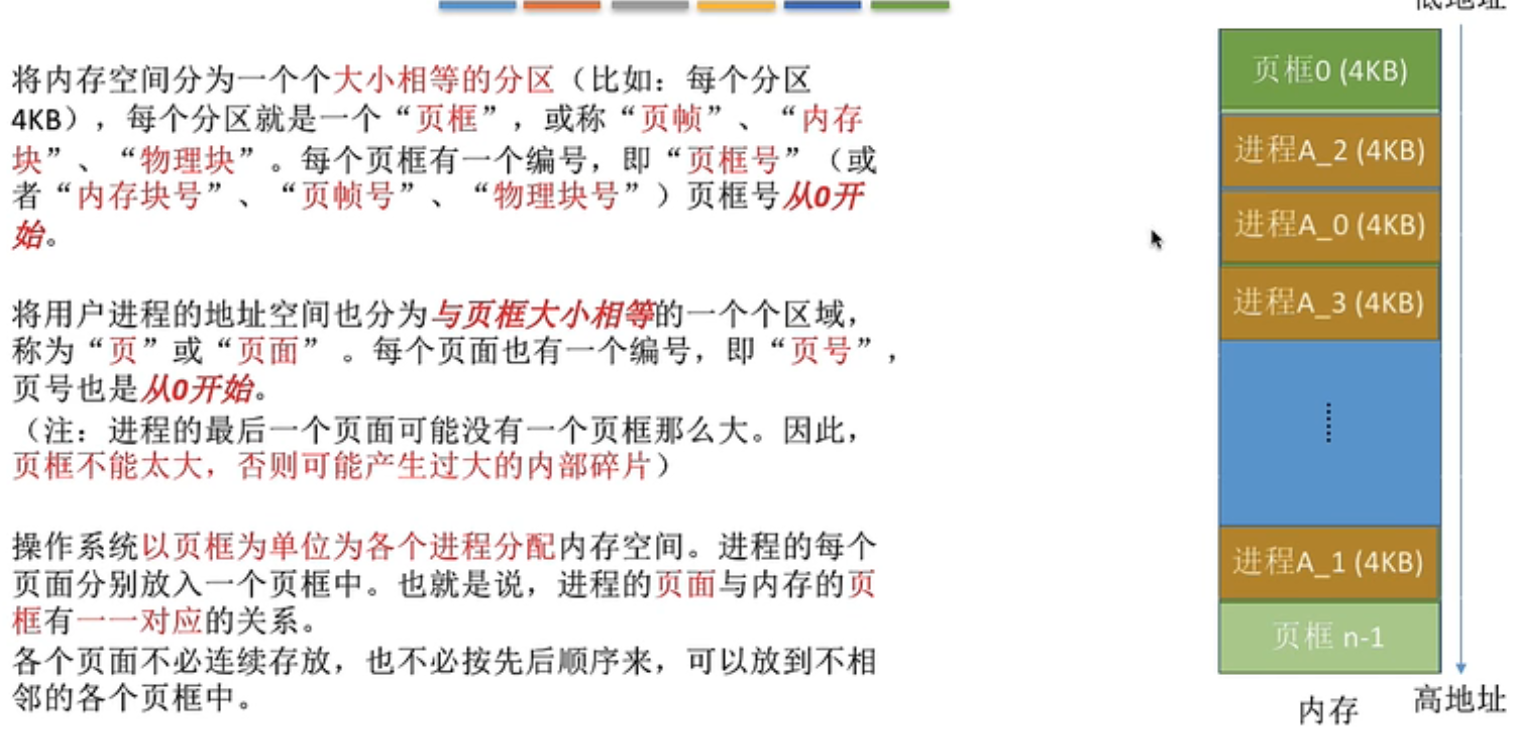 低地址
将内存空间分为一个个大小相等的分区（比如：每个分区
4KB），每个分区就是一个“页框”，或称“页帧”、“内存
块”、“物理块”。每个页框有一个编号，即“页框号”（或
者“内存块号”、“页帧号”、“物理块号”）页框号从0开
始。
将用户进程的地址空间也分为与页框大小相等的一个个区域，
称为“页”或“页面”。每个页面也有一个编号，即“页号”，
页号也是从0开始。
（注：进程的最后一个页面可能没有一个页框那么大。因此，
页框不能太大，否则可能产生过大的内部碎片）
操作系统以页框为单位为各个进程分配内存空间。进程的每个
页面分别放入一个页框中。也就是说，进程的页面与内存的页
框有一一对应的关系。
各个页面不必连续存放，也不必按先后顺序来，可以放到不相
邻的各个页框中。
页框0 (4KB)
进程A_2 (4KB)
进程A_0 (4KB)
进程A_3 (4KB)
......
进程A_1 (4KB)
页框 n-1
内存
高地址